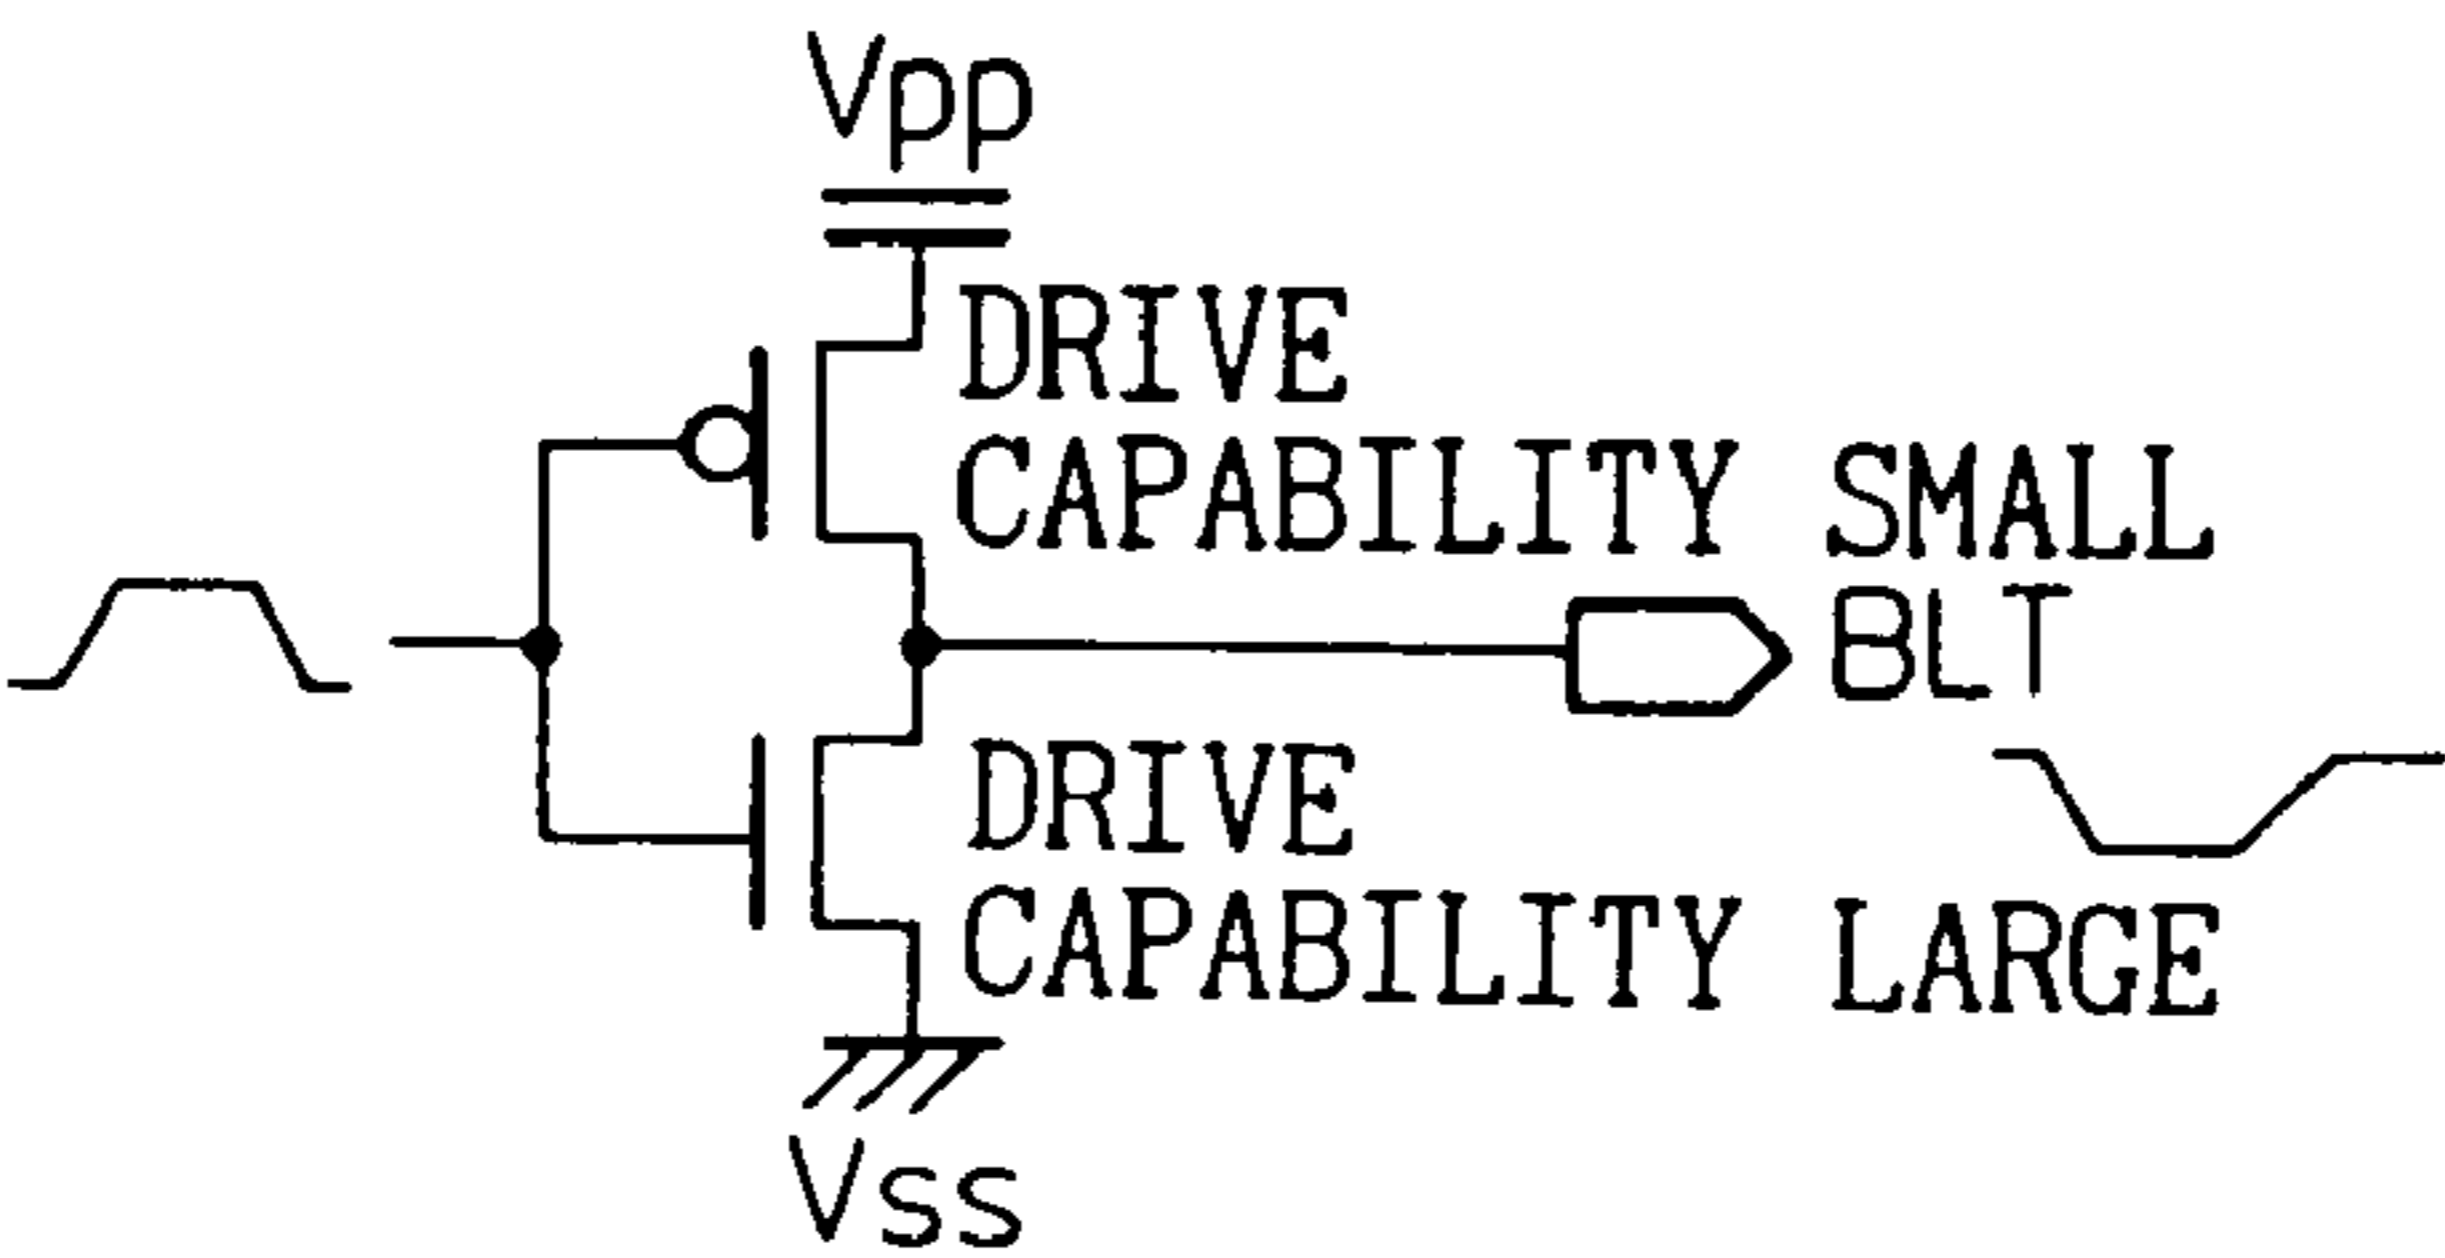 Vpp
DRIVE
CAPABILITY SMALL
BLT
DRIVE
CAPABILITY LARGE
Vss